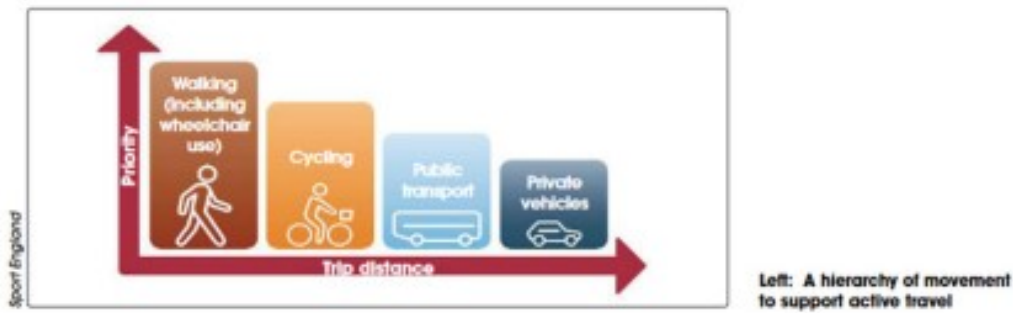 Walking
(including
wheelchair
use)
Cycling
Public
transport
Private
vehicles
Priority
Trip distance
Sport England
Left: A hierarchy of movement
to support active travel